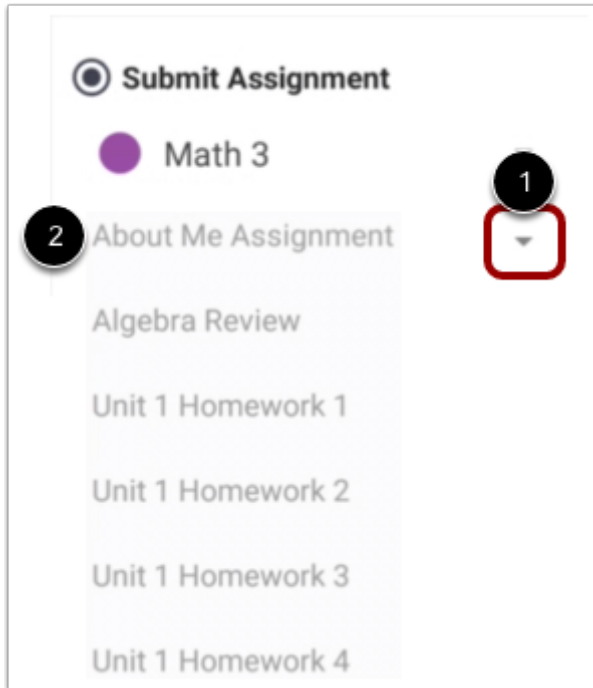 Submit Assignment
Math 3
1
2 About Me Assignment
Algebra Review
Unit 1 Homework 1
Unit 1 Homework 2
Unit 1 Homework 3
Unit 1 Homework 4